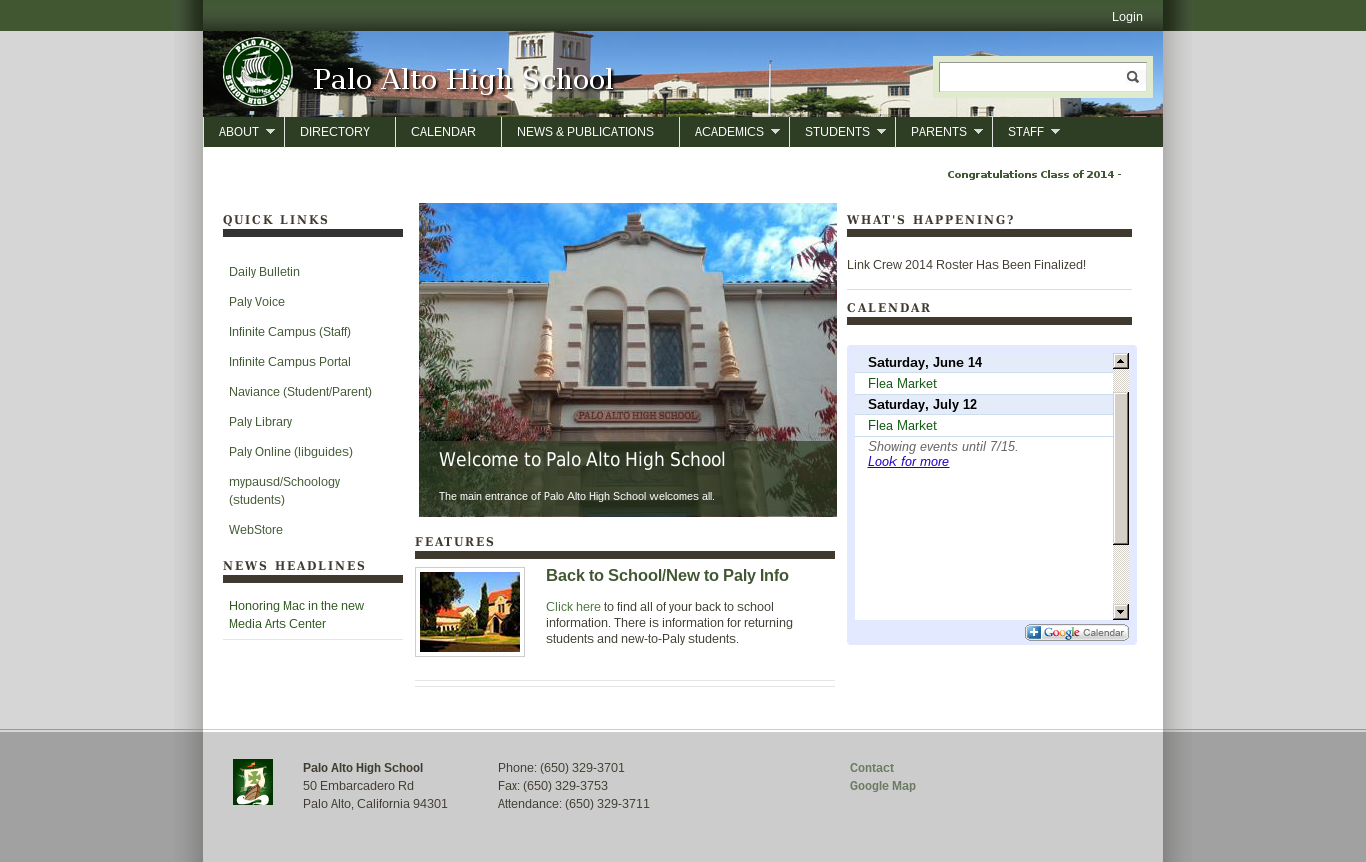 Login
PALO ALTO
Vikings
SENIOR HIGH SCHOOL
Palo Alto High School
ABOUT
DIRECTORY
CALENDAR
NEWS & PUBLICATIONS
ACADEMICS
STUDENTS
PARENTS
STAFF
Congratulations Class of 2014 -
QUICK LINKS
Daily Bulletin
Paly Voice
Infinite Campus (Staff)
Infinite Campus Portal
Naviance (Student/Parent)
Paly Library
Paly Online (libguides)
mypausd/Schoology
(students)
WebStore
NEWS HEADLINES
Honoring Mac in the new
Media Arts Center
PALO ALTO HIGH SCHOOL
Welcome to Palo Alto High School
The main entrance of Palo Alto High School welcomes all.
FEATURES
Back to School/New to Paly Info
Click here to find all of your back to school
information. There is information for returning
students and new-to-Paly students.
WHAT'S HAPPENING?
Link Crew 2014 Roster Has Been Finalized!
CALENDAR
Saturday, June 14
Flea Market
Saturday, July 12
Flea Market
Showing events until 7/15.
Look for more
Google Calendar
Palo Alto High School
50 Embarcadero Rd
Palo Alto, California 94301
Phone: (650) 329-3701
Fax: (650) 329-3753
Attendance: (650) 329-3711
Contact
Google Map